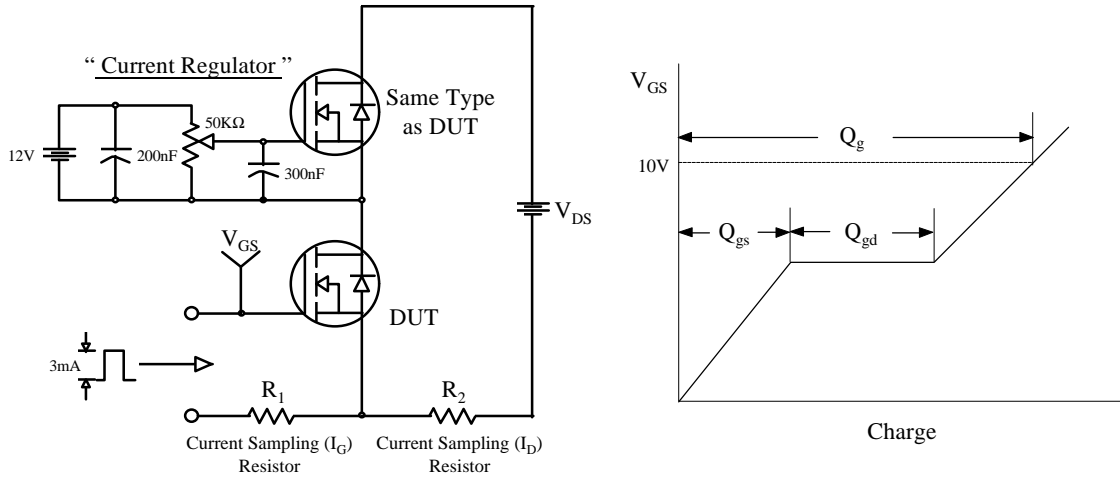 “ Current Regulator ”
Same Type
as DUT
50KΩ
12V
200nF
300nF
V_DS
V_GS
DUT
3mA
R_1
R_2
Current Sampling (I_G)
Resistor
Current Sampling (I_D)
Resistor
V_GS
Q_g
10V
Q_gs
Q_gd
Charge